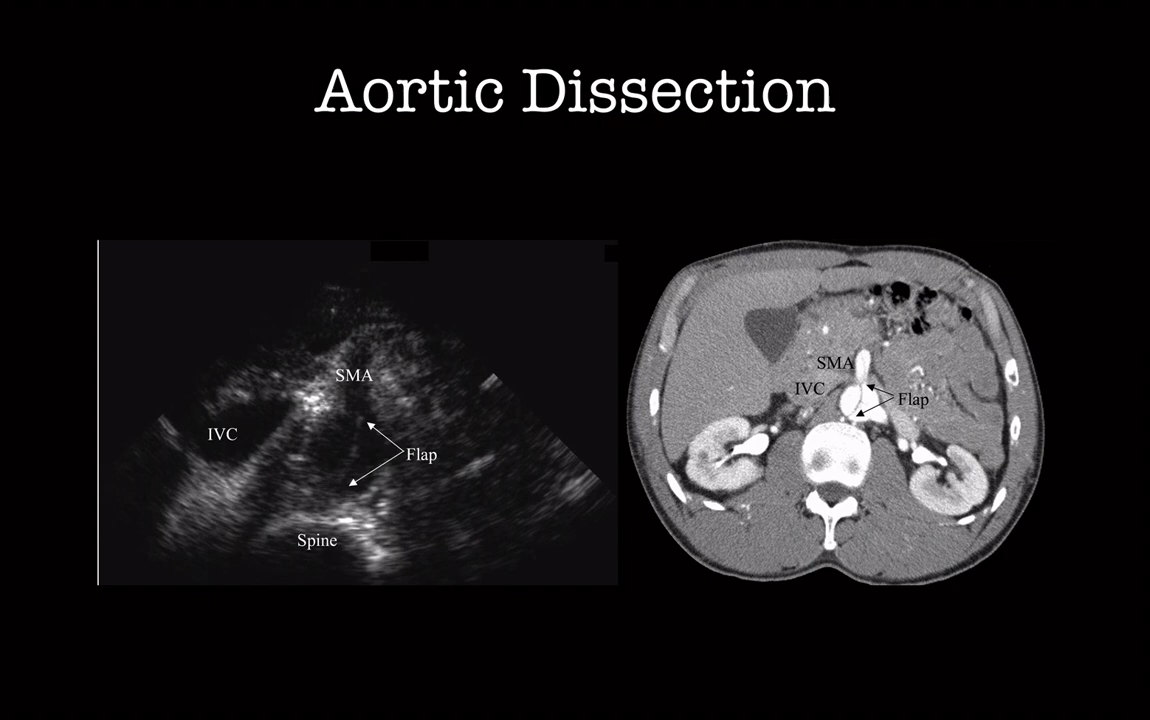 Aortic Dissection
SMA
IVC
Flap
Spine
SMA
IVC
Flap